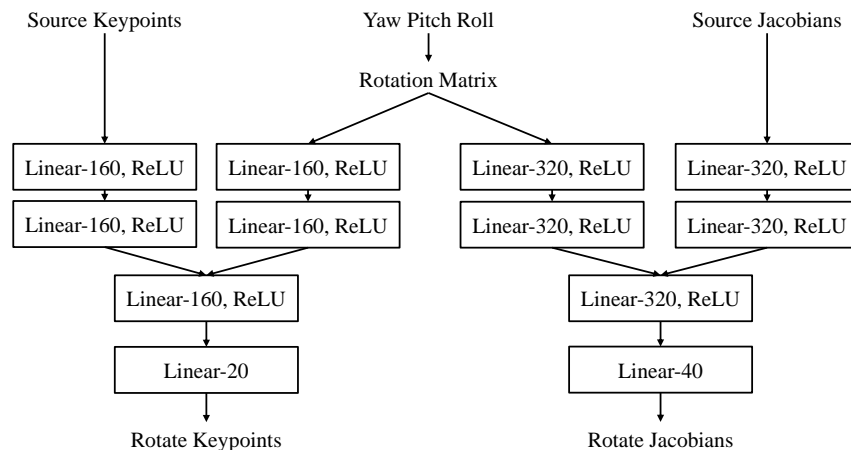 Source Keypoints
Yaw Pitch Roll
Source Jacobians
Rotation Matrix
Linear-160, ReLU
Linear-160, ReLU
Linear-320, ReLU
Linear-320, ReLU
Linear-160, ReLU
Linear-160, ReLU
Linear-320, ReLU
Linear-320, ReLU
Linear-160, ReLU
Linear-320, ReLU
Linear-20
Linear-40
Rotate Keypoints
Rotate Jacobians